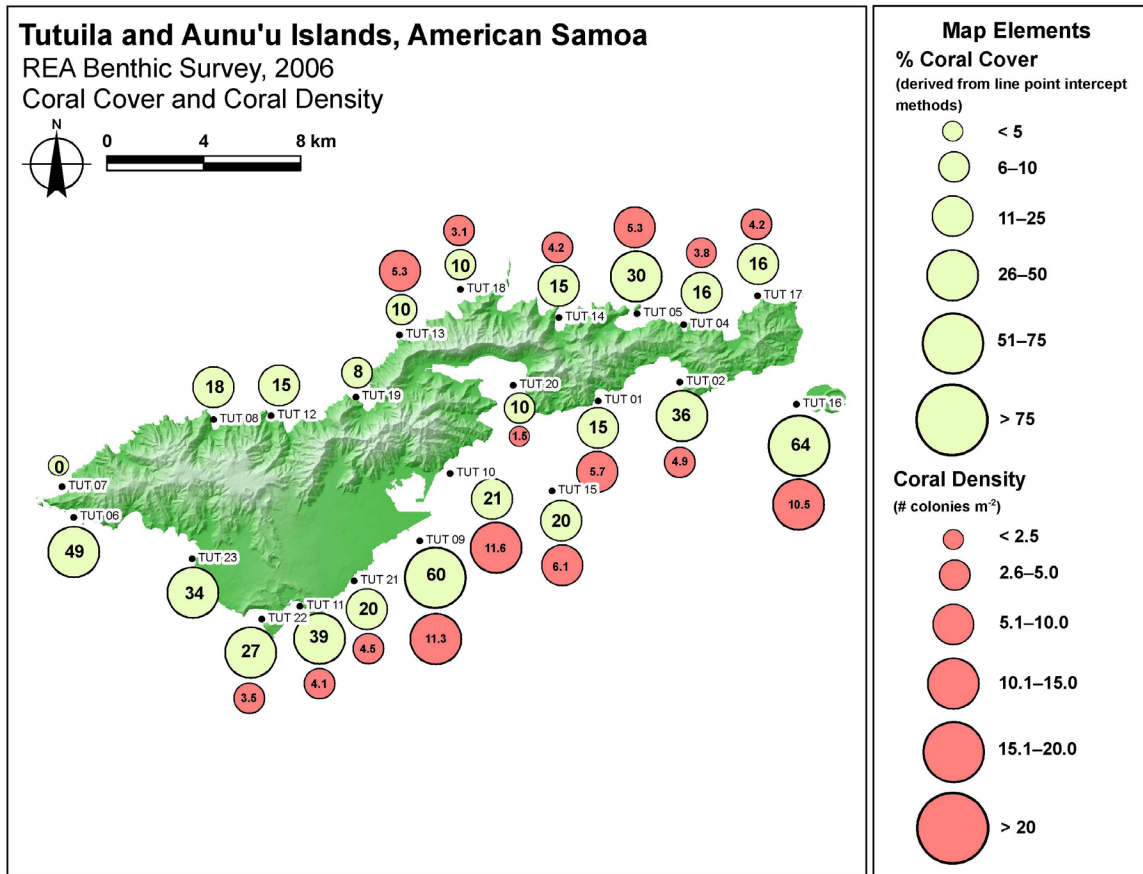 Tutuila and Aunu'u Islands, American Samoa
REA Benthic Survey, 2006
Coral Cover and Coral Density
N
0 4 8 km
3.1
10
TUT 18
5.3
10
TUT 13
4.2
15
TUT 14
5.3
30
TUT 05
3.8
16
TUT 04
4.2
16
TUT 17
18
TUT 08
15
TUT 12
8
TUT 19
TUT 20
10
1.5
TUT 01
15
5.7
TUT 02
36
4.9
TUT 16
64
10.5
0
TUT 07
TUT 06
49
TUT 23
34
TUT 10
21
11.6
TUT 15
20
6.1
TUT 09
60
11.3
TUT 21
20
4.5
TUT 11
39
4.1
TUT 22
27
3.5
Map Elements
% Coral Cover
(derived from line point intercept
methods)
< 5
6–10
11–25
26–50
51–75
> 75
Coral Density
(# colonies m⁻²)
< 2.5
2.6–5.0
5.1–10.0
10.1–15.0
15.1–20.0
> 20